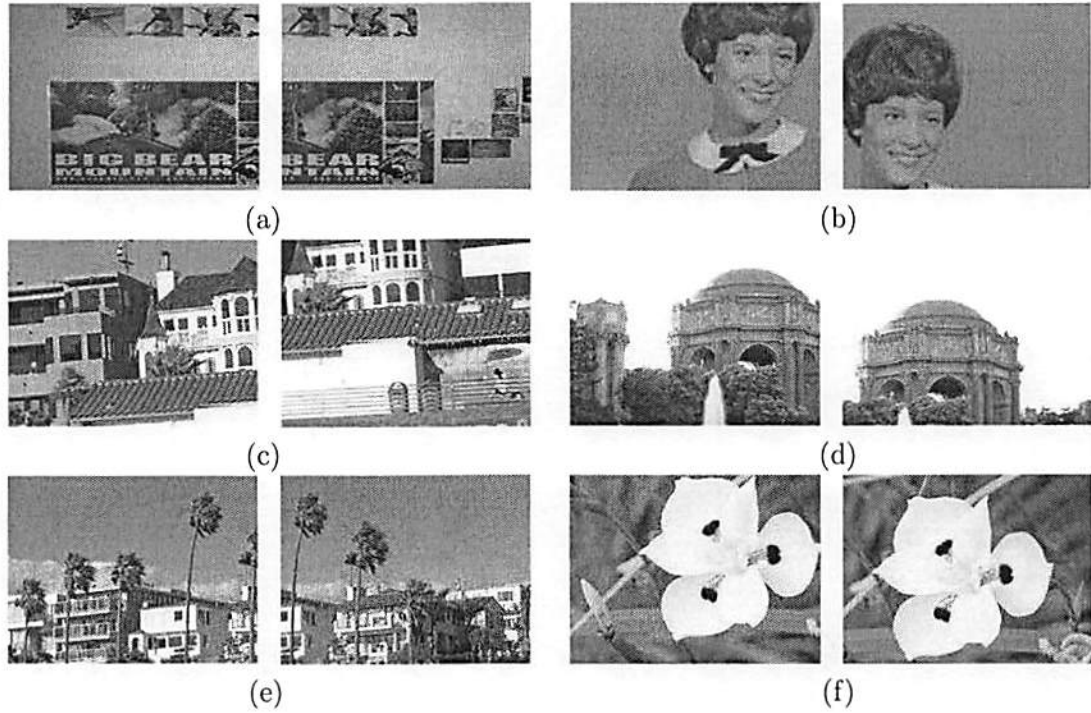 BIG BEAR
MOUNTAIN
BEAR
NTAIN
(a)
(b)
(c)
(d)
(e)
(f)